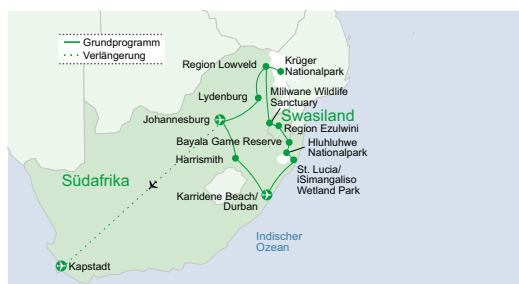 Grundprogramm
Verlängerung
Region Lowveld
Krüger
Nationalpark
Lydenburg
Mlilwane Wildlife
Sanctuary
Swasiland
Johannesburg
Region Ezulwini
Bayala Game Reserve
Hluhluhwe
Nationalpark
Harrismith
St. Lucia/
iSimangaliso
Wetland Park
Südafrika
Karridene Beach/
Durban
Indischer
Ozean
Kapstadt